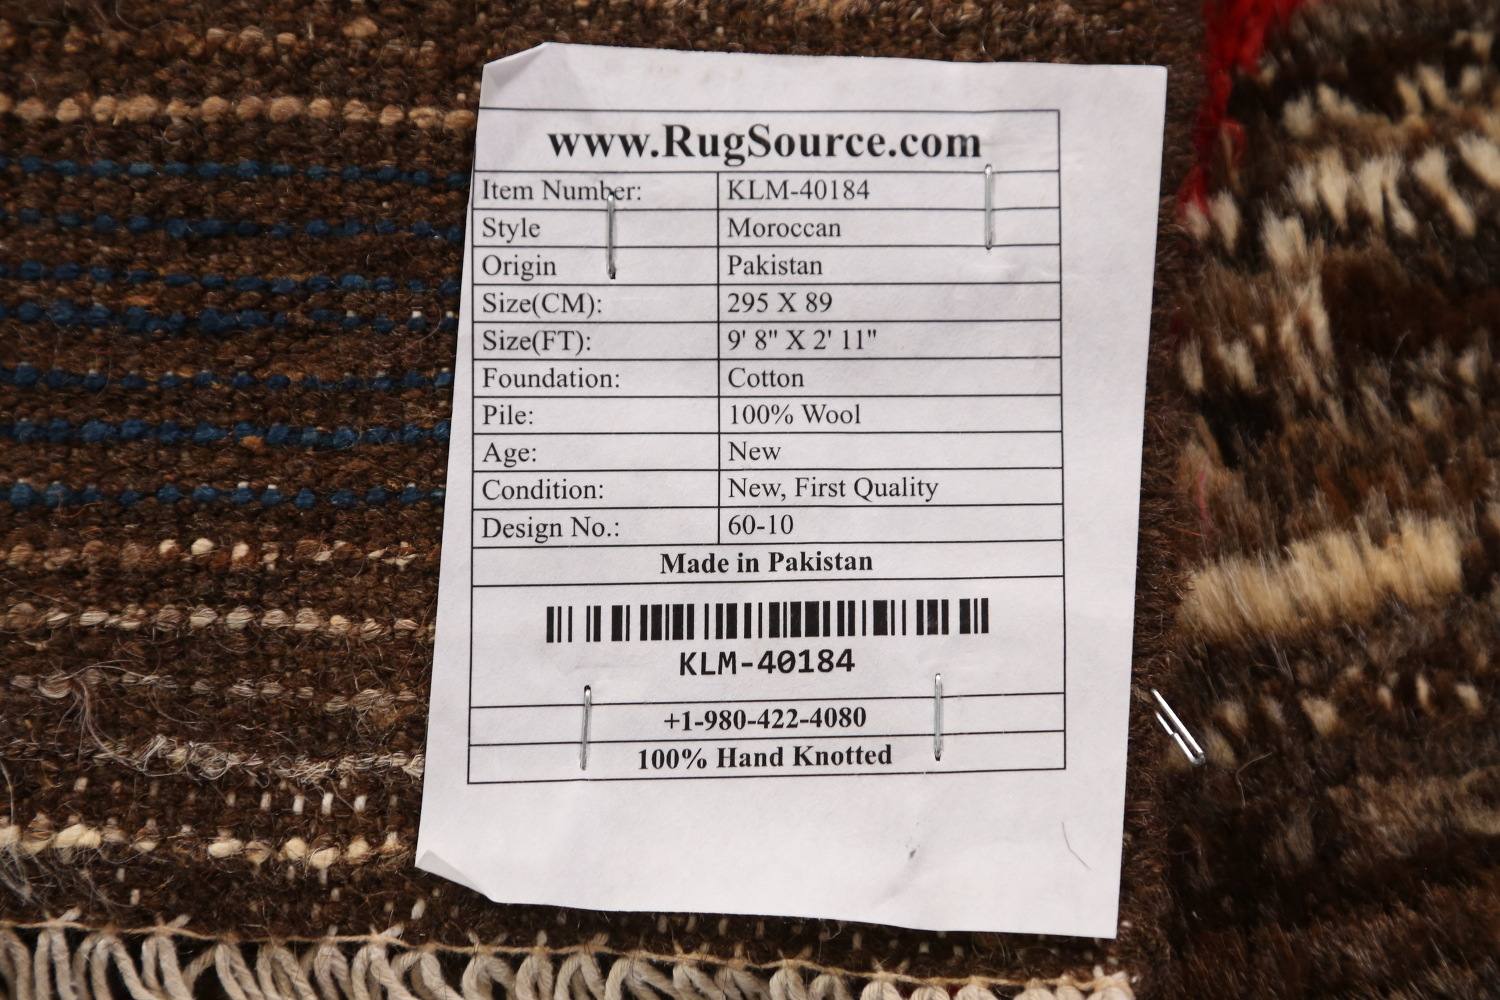 www.RugSource.com
Item Number: KLM-40184
Style Moroccan
Origin Pakistan
Size(CM): 295 X 89
Size(FT): 9' 8" X 2' 11"
Foundation: Cotton
Pile: 100% Wool
Age: New
Condition: New, First Quality
Design No.: 60-10
Made in Pakistan
KLM-40184
+1-980-422-4080
100% Hand Knotted